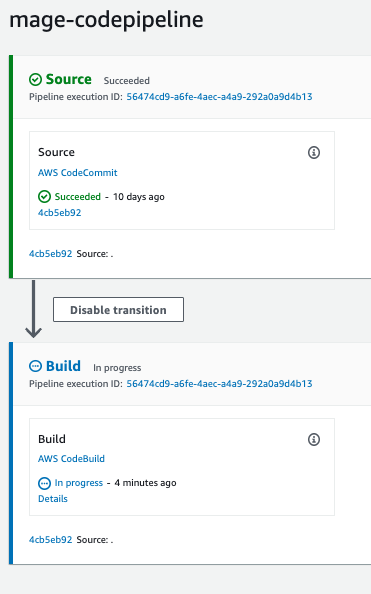 mage-codepipeline
Source Succeeded
Pipeline execution ID: 56474cd9-a6fe-4aec-a4a9-292a0a9d4b13
Source
AWS CodeCommit
Succeeded - 10 days ago
4cb5eb92
4cb5eb92 Source: .
Disable transition
Build In progress
Pipeline execution ID: 56474cd9-a6fe-4aec-a4a9-292a0a9d4b13
Build
AWS CodeBuild
In progress - 4 minutes ago
Details
4cb5eb92 Source: .